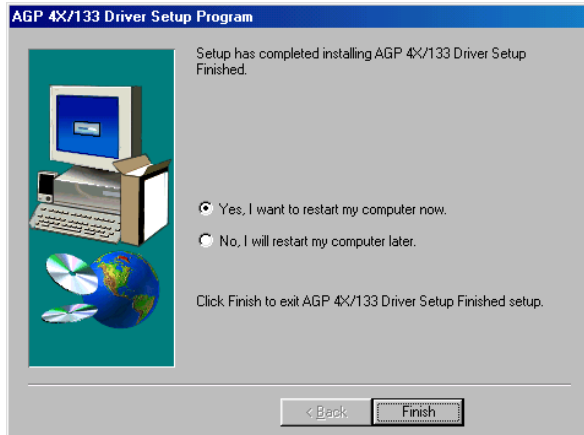 AGP 4X/133 Driver Setup Program
Setup has completed installing AGP 4X/133 Driver Setup
Finished.
Yes, I want to restart my computer now.
No, I will restart my computer later.
Click Finish to exit AGP 4X/133 Driver Setup Finished setup.
< Back
Finish